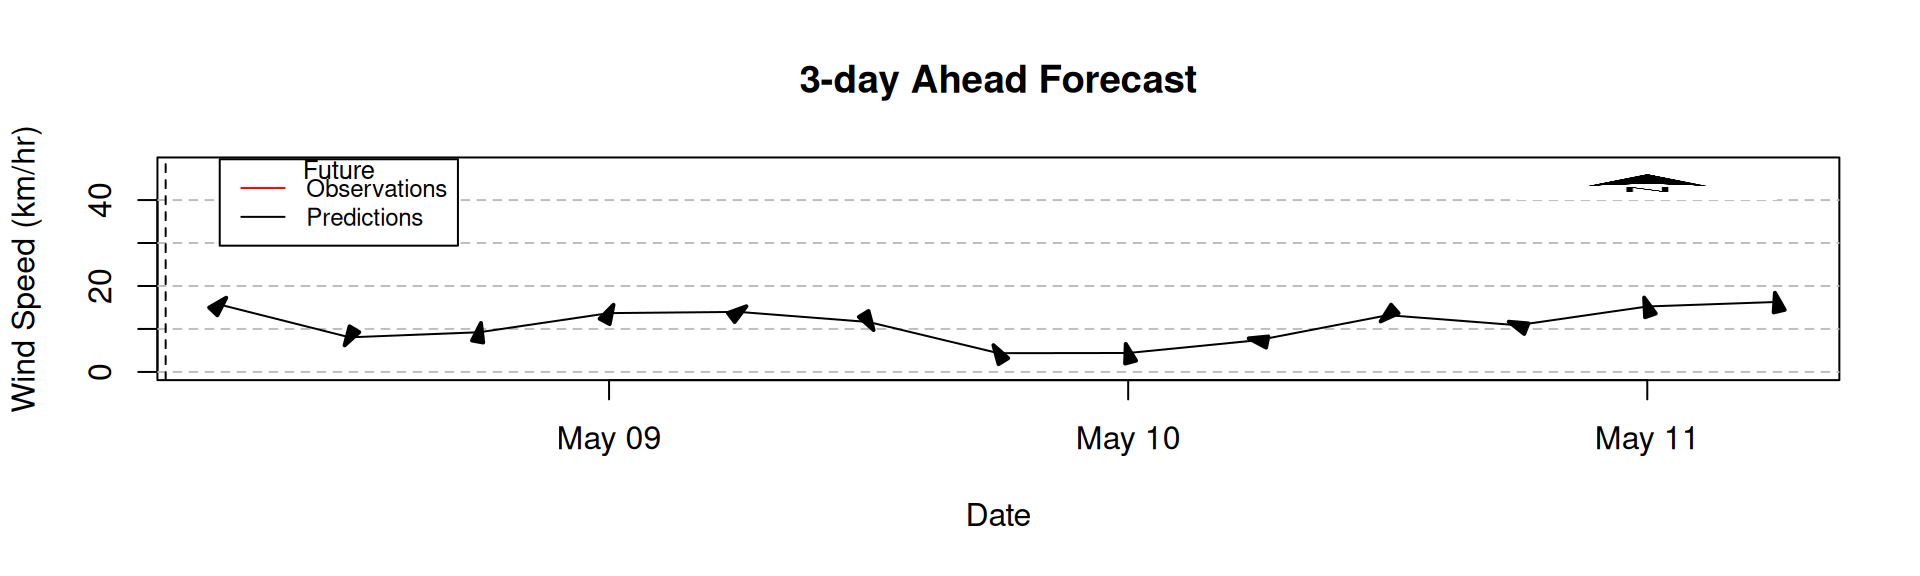 3-day Ahead Forecast
Wind Speed (km/hr)
40
20
0
Future
Observations
Predictions
N
May 09
May 10
May 11
Date